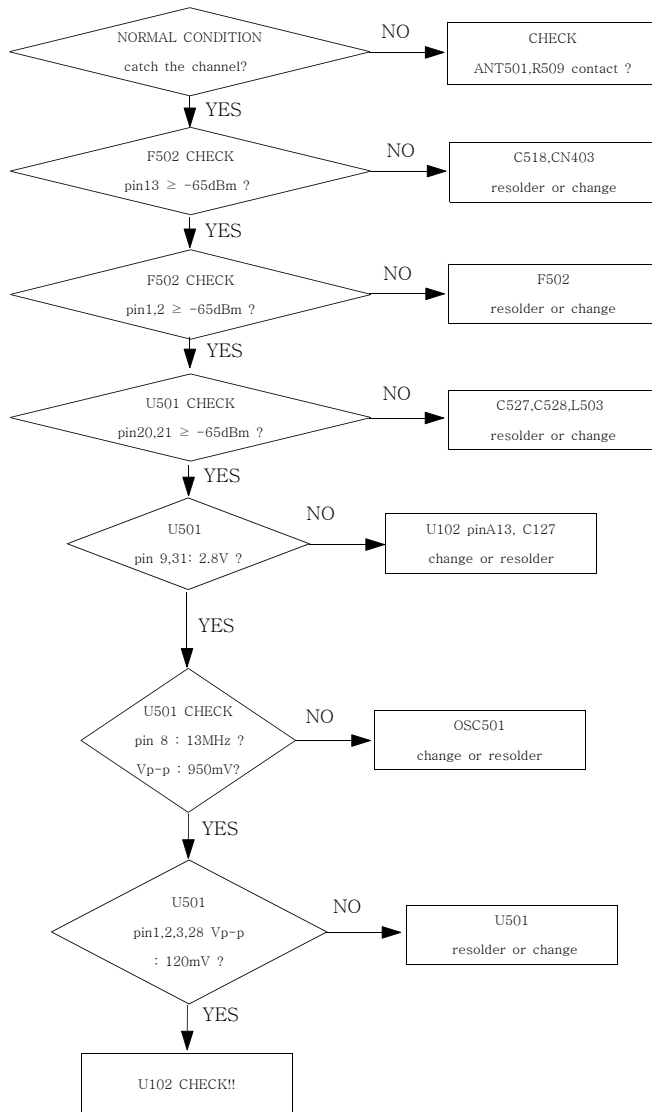 NORMAL CONDITION
catch the channel?
NO
CHECK
ANT501,R509 contact ?
YES
F502 CHECK
pin13 ≥ -65dBm ?
NO
C518,CN403
resolder or change
YES
F502 CHECK
pin1,2 ≥ -65dBm ?
NO
F502
resolder or change
YES
U501 CHECK
pin20,21 ≥ -65dBm ?
NO
C527,C528,L503
resolder or change
YES
U501
pin 9,31: 2.8V ?
NO
U102 pinA13, C127
change or resolder
YES
U501 CHECK
pin 8 : 13MHz ?
Vp-p : 950mV?
NO
OSC501
change or resolder
YES
U501
pin1,2,3,28 Vp-p
: 120mV ?
NO
U501
resolder or change
YES
U102 CHECK!!